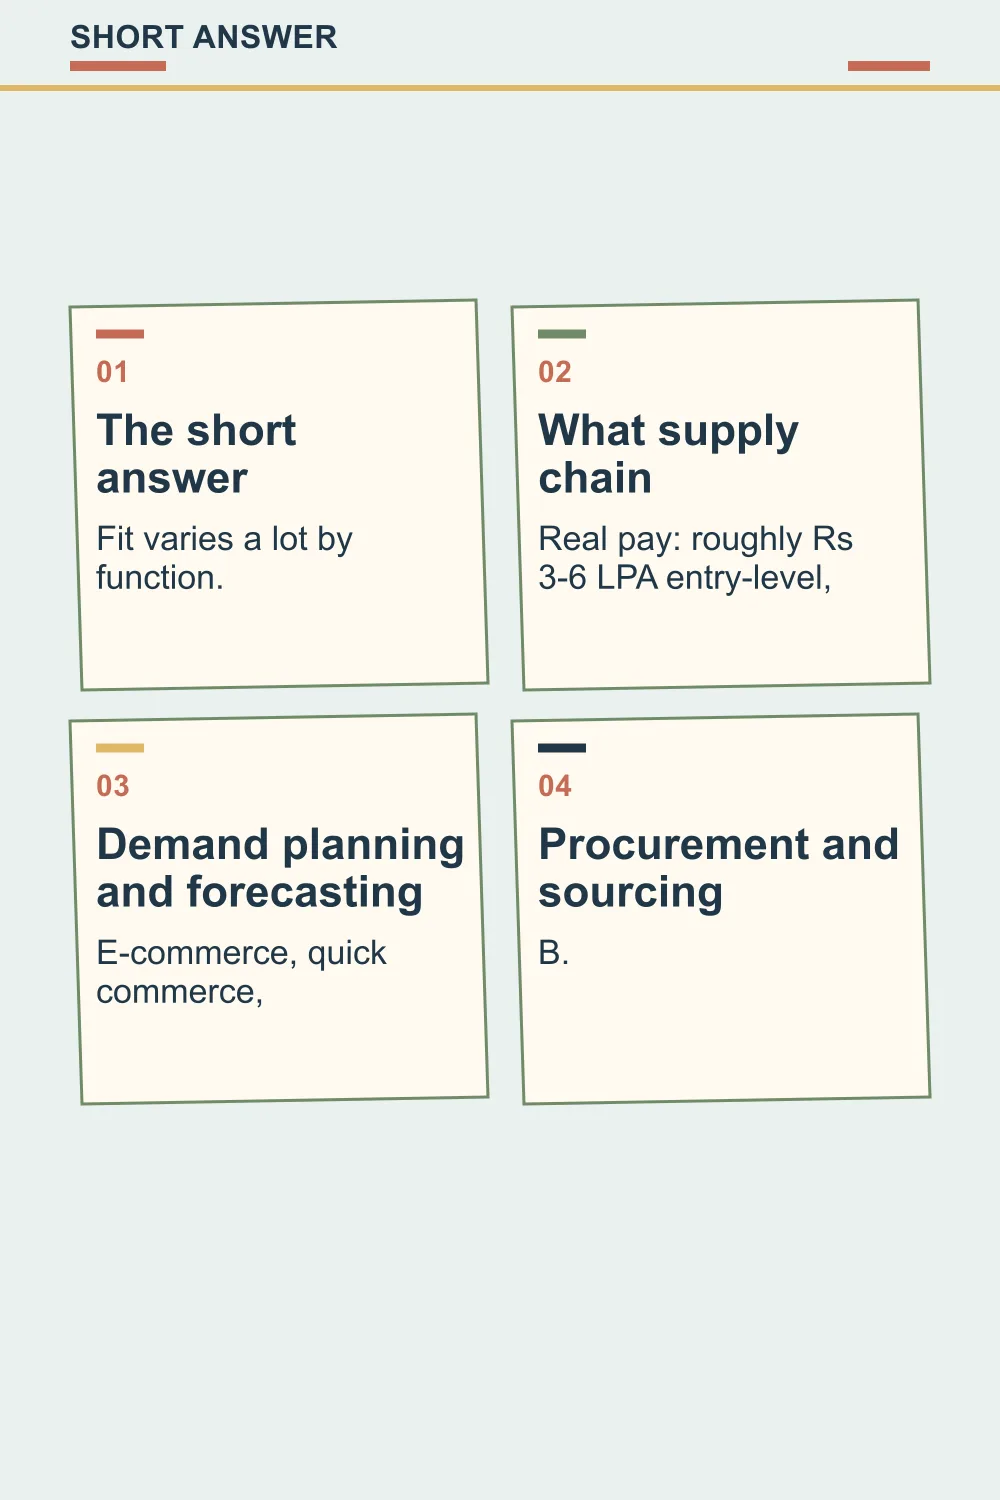 SHORT ANSWER
01
The short
answer
Fit varies a lot by
function.
02
What supply
chain
Real pay: roughly Rs
3-6 LPA entry-level,
03
Demand planning
and forecasting
E-commerce, quick
commerce,
04
Procurement and
sourcing
B.